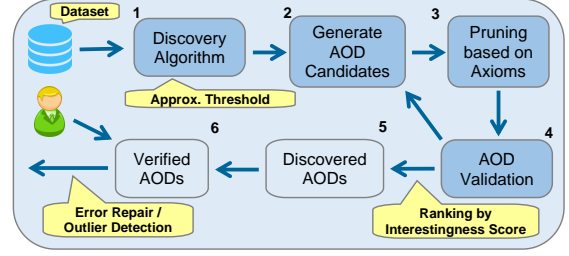 Dataset
1
Discovery
Algorithm
Approx. Threshold
2
Generate
AOD
Candidates
3
Pruning
based on
Axioms
4
AOD
Validation
Ranking by
Interestingness Score
5
Discovered
AODs
6
Verified
AODs
Error Repair /
Outlier Detection